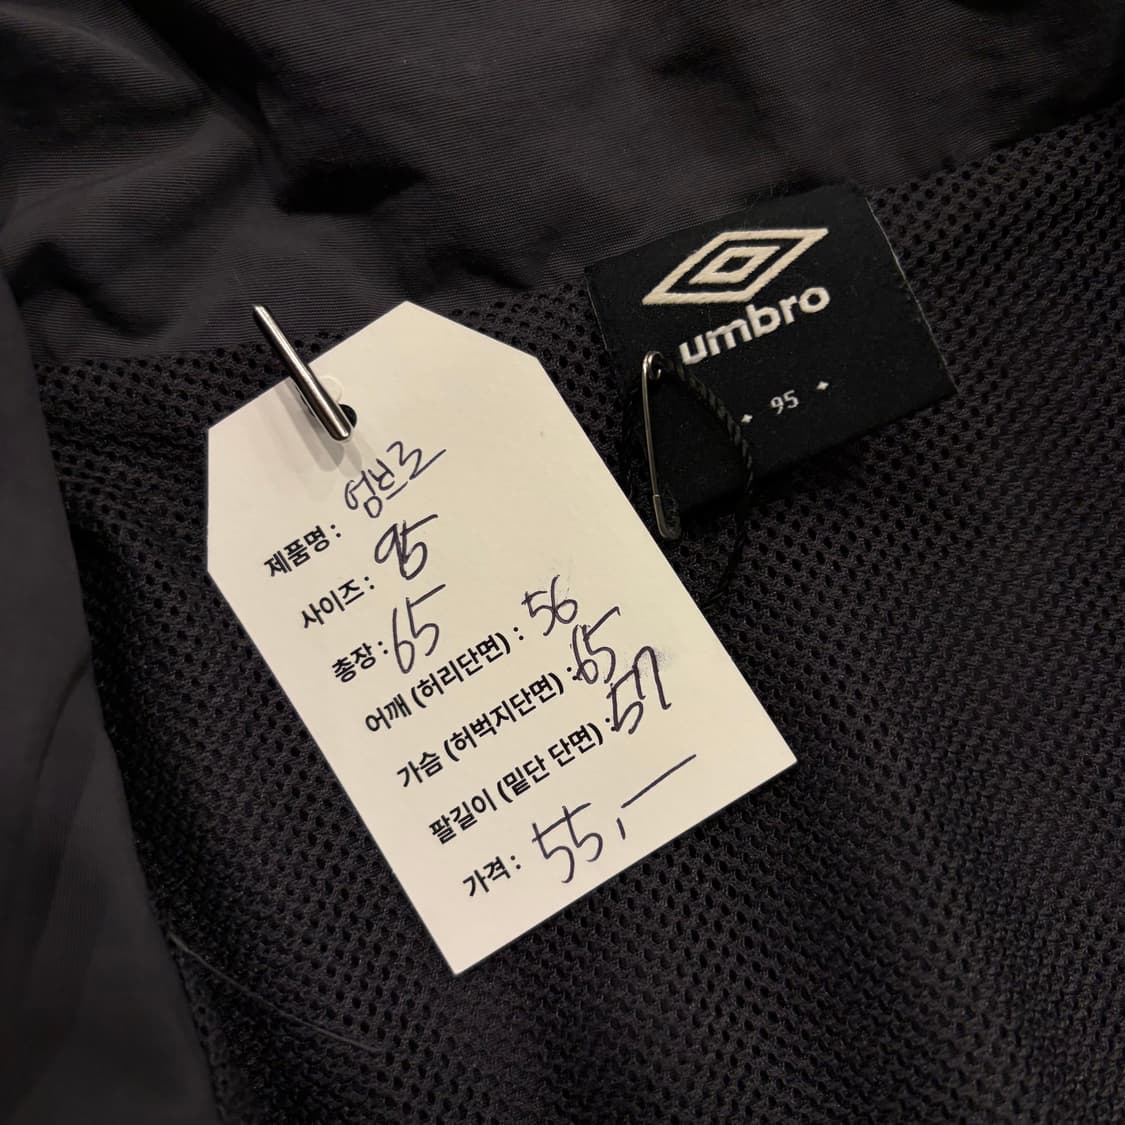 제품명 : 엄브로
사이즈 : 95
총장 : 65
어깨 (허리단면) : 56
가슴 (허벅지단면) : 65
팔길이 (밑단 단면) : 57
가격 : 55,—
umbro
95